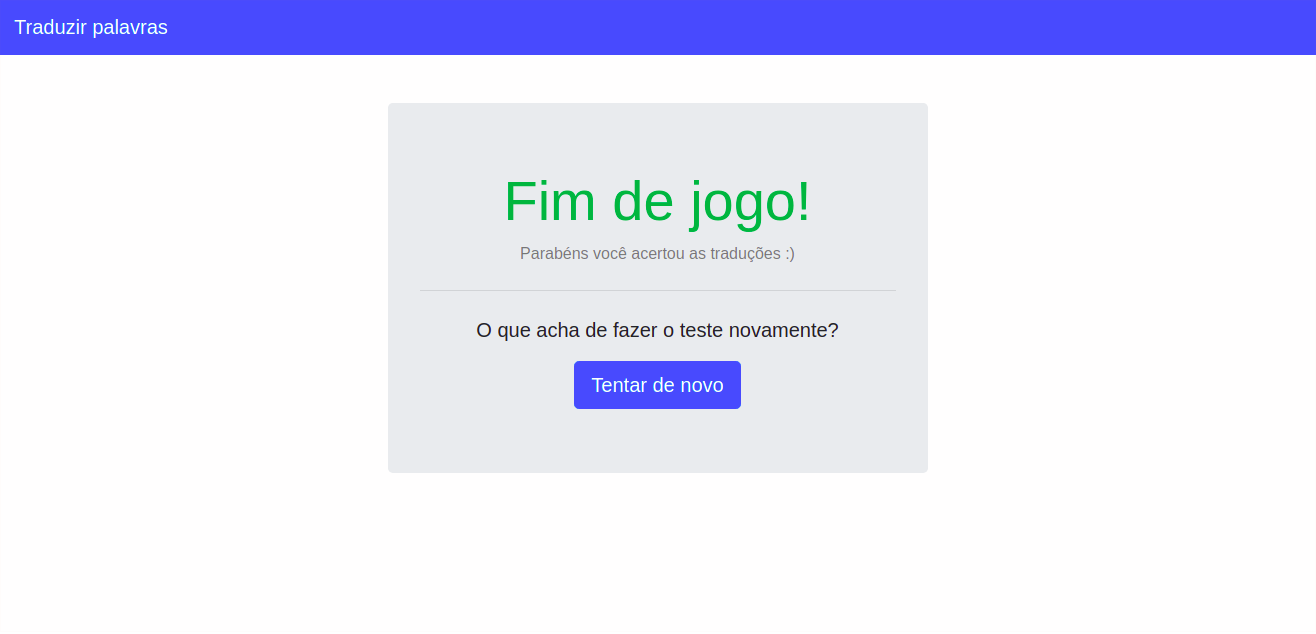 Traduzir palavras
Fim de jogo!
Parabéns você acertou as traduções :)
O que acha de fazer o teste novamente?
Tentar de novo